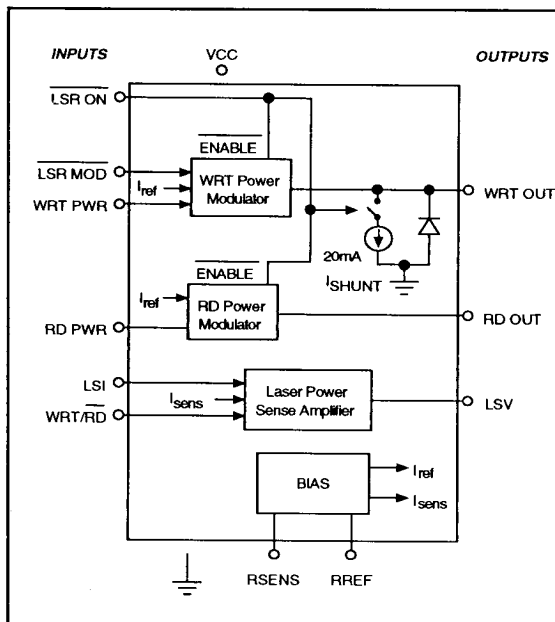 INPUTS
VCC
OUTPUTS
LSR ON
ENABLE
LSR MOD
Iref
WRT PWR
WRT Power
Modulator
WRT OUT
20mA
ISHUNT
ENABLE
Iref
RD PWR
RD Power
Modulator
RD OUT
LSI
Isens
WRT/RD
Laser Power
Sense Amplifier
LSV
BIAS
Iref
Isens
RSENS
RREF